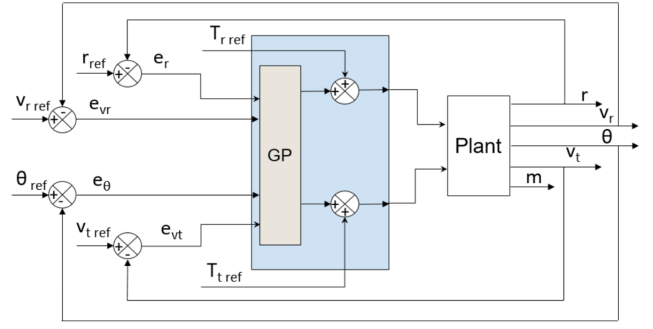 T r ref
r ref e r
v r ref e vr
GP
Plant
r
v r
θ
v t
m
θ ref e θ
v t ref e vt
T t ref